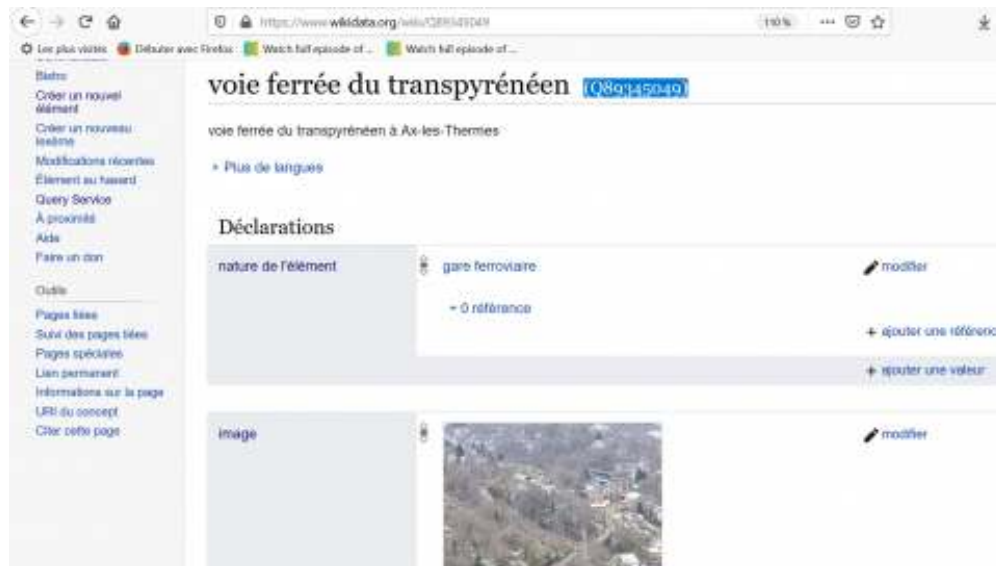 https://www.wikidata.org/wiki/Q89345049
110 %
Les plus visités
Débuter avec Firefox
Watch full episode of ...
Watch full episode of ...
Bistro
Créer un nouvel
élément
Créer un nouveau
lexème
Modifications récentes
Élément au hasard
Query Service
À proximité
Aide
Faire un don
Outils
Pages liées
Suivi des pages liées
Pages spéciales
Lien permanent
Informations sur la page
URI du concept
Citer cette page
voie ferrée du transpyrénéen (Q89345049)
voie ferrée du transpyrénéen à Ax-les-Thermes
Plus de langues
Déclarations
nature de l'élément
gare ferroviaire
modifier
0 référence
+ ajouter une référenc
+ ajouter une valeur
image
modifier